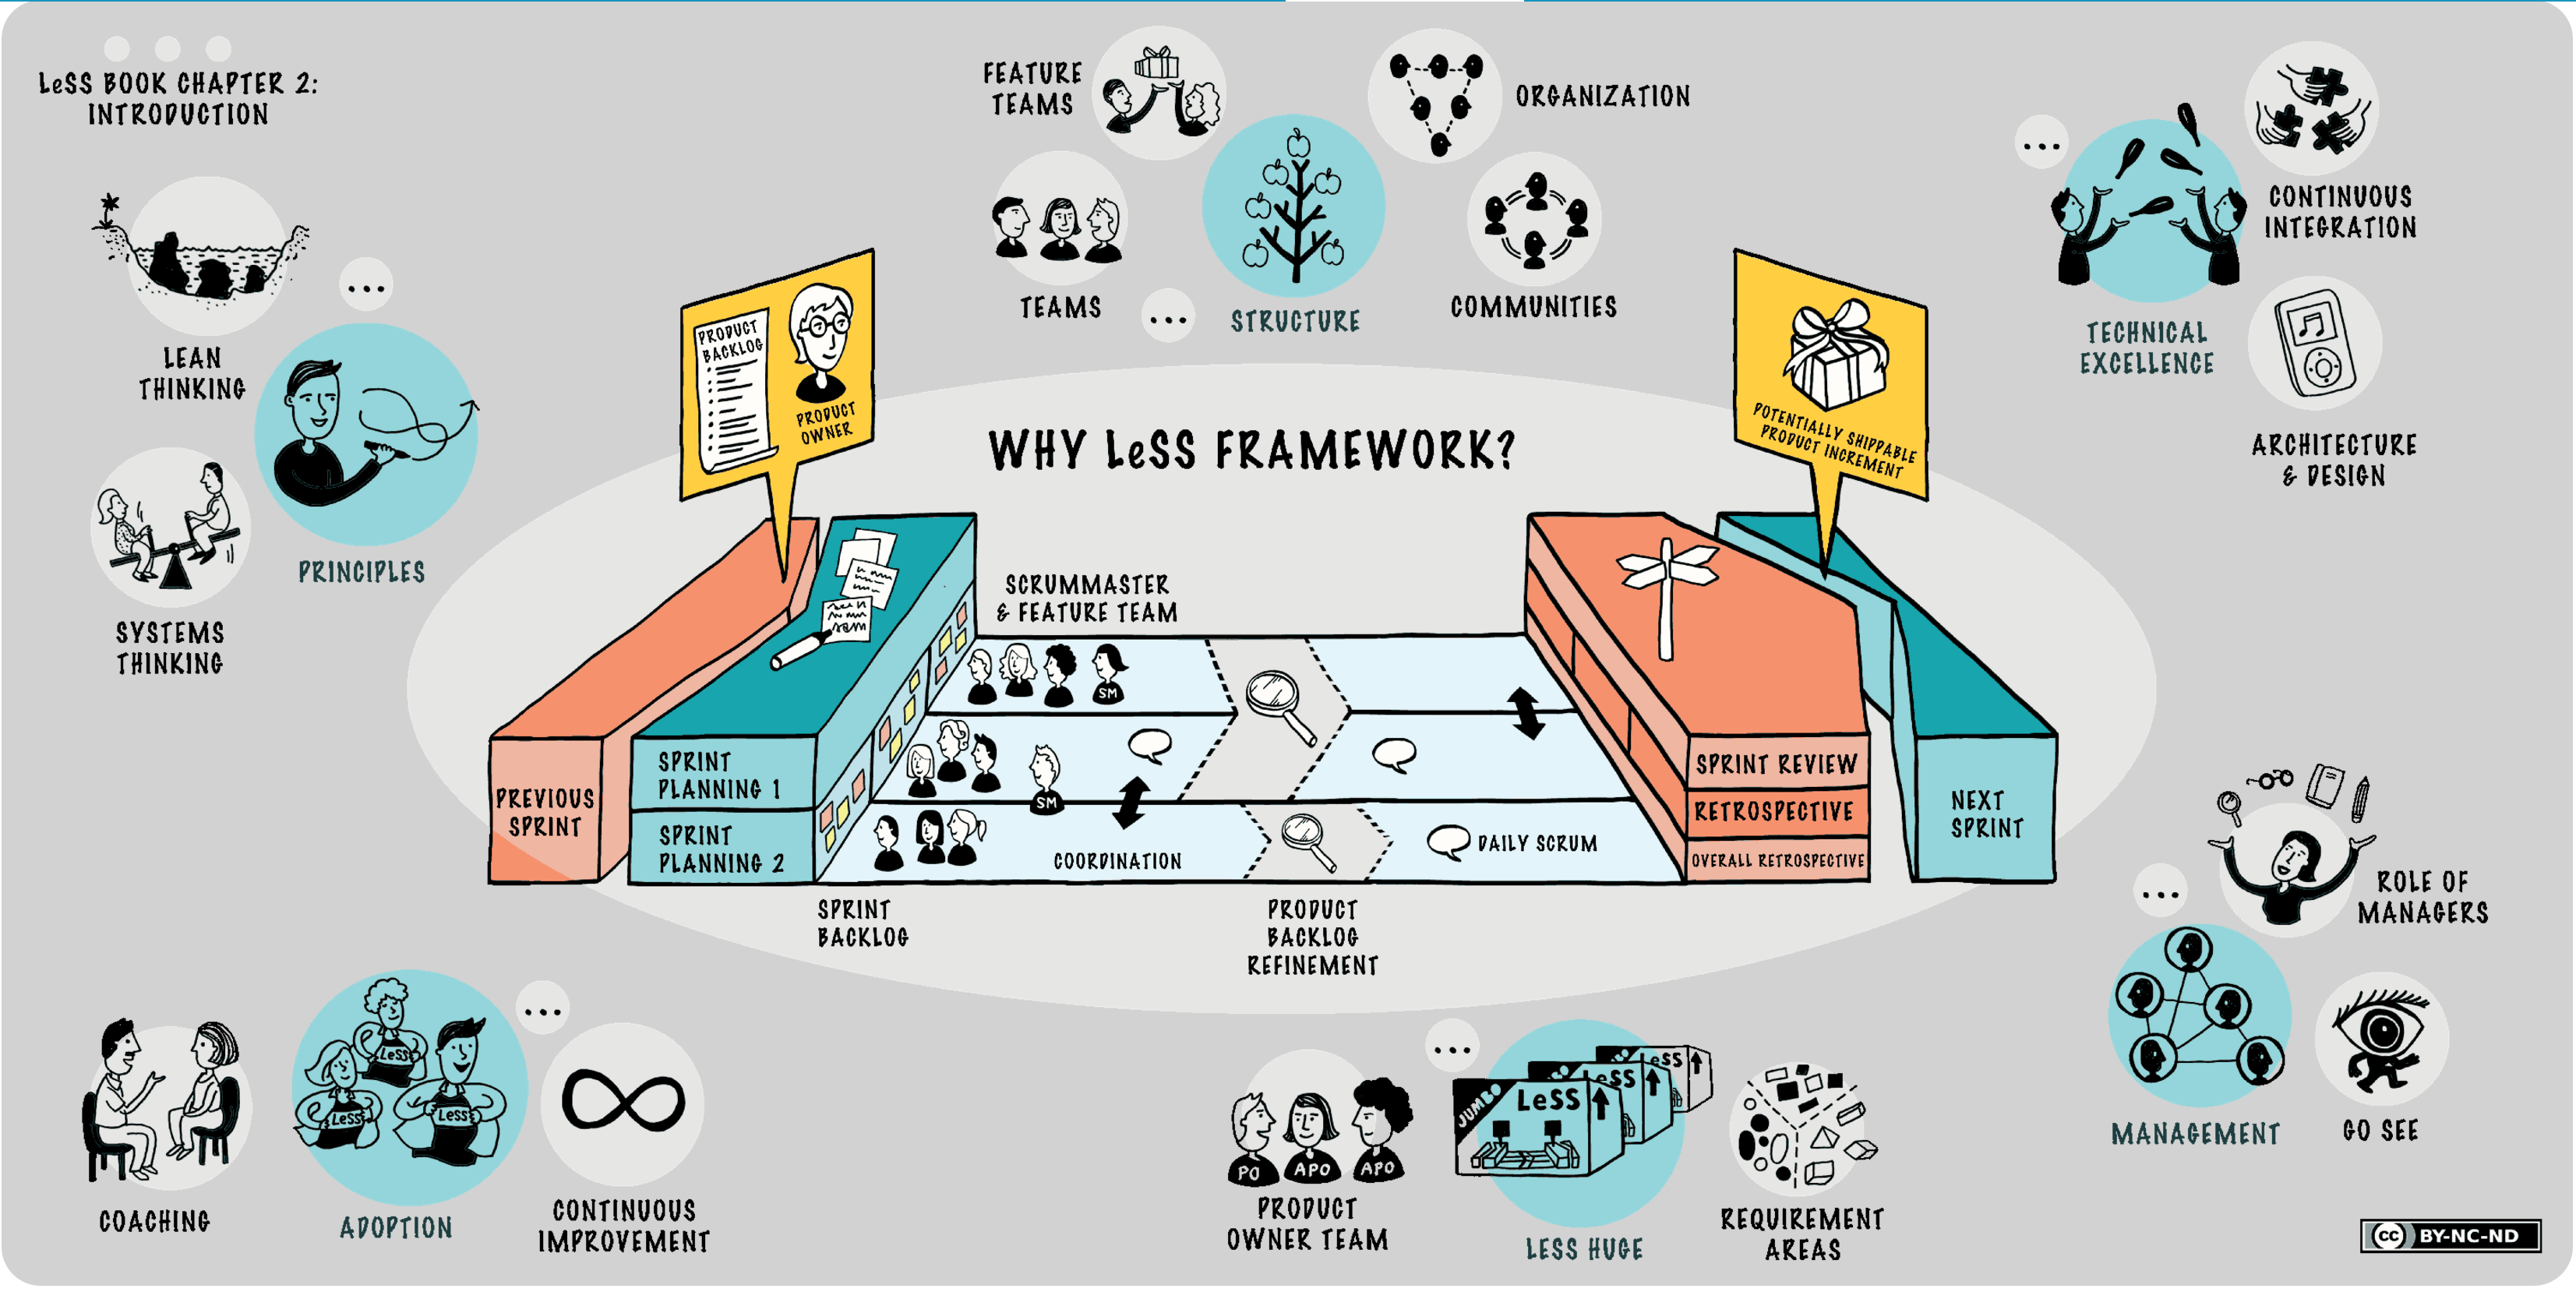 LeSS BOOK CHAPTER 2:
INTRODUCTION
LEAN
THINKING
...
PRINCIPLES
SYSTEMS
THINKING
FEATURE
TEAMS
ORGANIZATION
TEAMS
...
STRUCTURE
COMMUNITIES
...
CONTINUOUS
INTEGRATION
TECHNICAL
EXCELLENCE
ARCHITECTURE
& DESIGN
PRODUCT
BACKLOG
PRODUCT
OWNER
WHY LeSS FRAMEWORK?
POTENTIALLY SHIPPABLE
PRODUCT INCREMENT
SCRUMMASTER
& FEATURE TEAM
SM
SM
PREVIOUS
SPRINT
SPRINT
PLANNING 1
SPRINT
PLANNING 2
COORDINATION
DAILY SCRUM
SPRINT REVIEW
RETROSPECTIVE
OVERALL RETROSPECTIVE
NEXT
SPRINT
SPRINT
BACKLOG
PRODUCT
BACKLOG
REFINEMENT
...
ROLE OF
MANAGERS
MANAGEMENT
GO SEE
COACHING
LeSS
LeSS
LeSS
ADOPTION
...
CONTINUOUS
IMPROVEMENT
PO
APO
APO
PRODUCT
OWNER TEAM
...
JUMBO
LeSS
LeSS
LeSS
LESS HUGE
REQUIREMENT
AREAS
cc BY-NC-ND